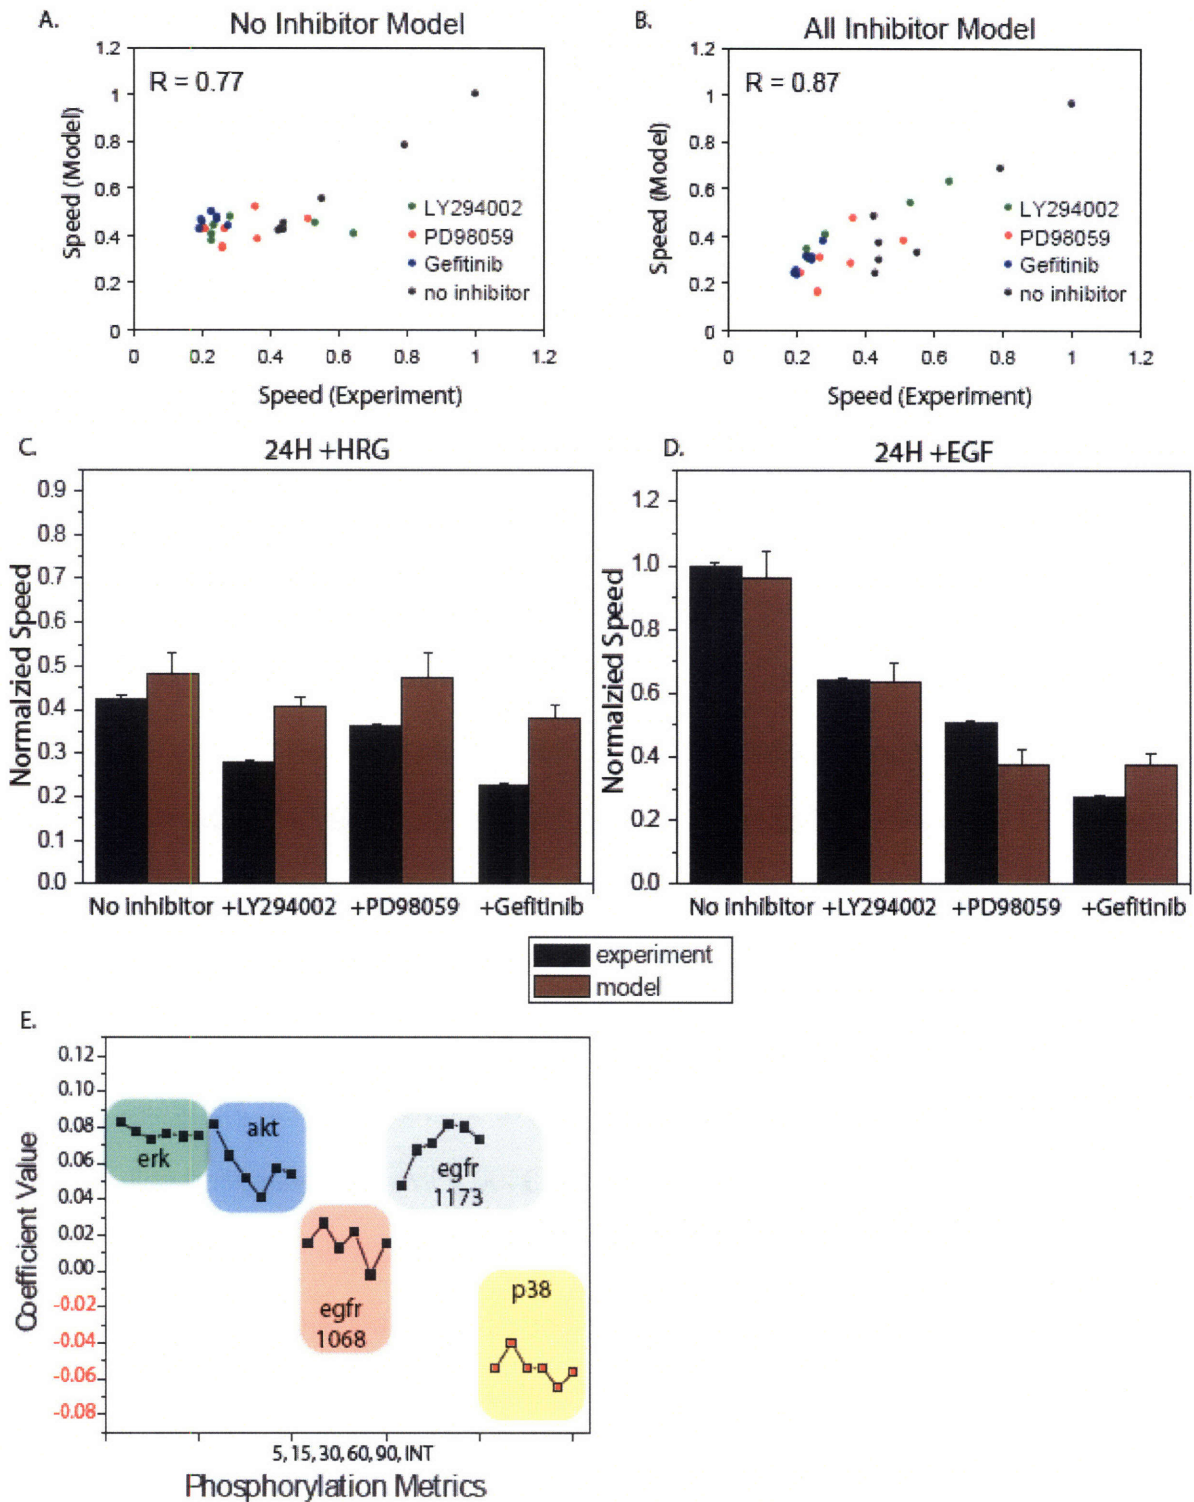 A.
No Inhibitor Model
1.2
1
0.8
0.6
0.4
0.2
0
R = 0.77
Speed (Model)
LY294002
PD98059
Gefitinib
no inhibitor
0 0.2 0.4 0.6 0.8 1 1.2
Speed (Experiment)
B.
All Inhibitor Model
1.2
1
0.8
0.6
0.4
0.2
0
R = 0.87
Speed (Model)
LY294002
PD98059
Gefitinib
no inhibitor
0 0.2 0.4 0.6 0.8 1 1.2
Speed (Experiment)
C.
24H +HRG
0.9
0.8
0.7
0.6
0.5
0.4
0.3
0.2
0.1
0.0
Normalzied Speed
No inhibitor +LY294002 +PD98059 +Gefitinib
D.
24H +EGF
1.2
1.0
0.8
0.6
0.4
0.2
0.0
Normalzied Speed
No inhibitor +LY294002 +PD98059 +Gefitinib
experiment
model
E.
0.12
0.10
0.08
0.06
0.04
0.02
0.00
-0.02
-0.04
-0.06
-0.08
Coefficient Value
erk
akt
egfr
1068
egfr
1173
p38
5, 15, 30, 60, 90, INT
Phosphorylation Metrics